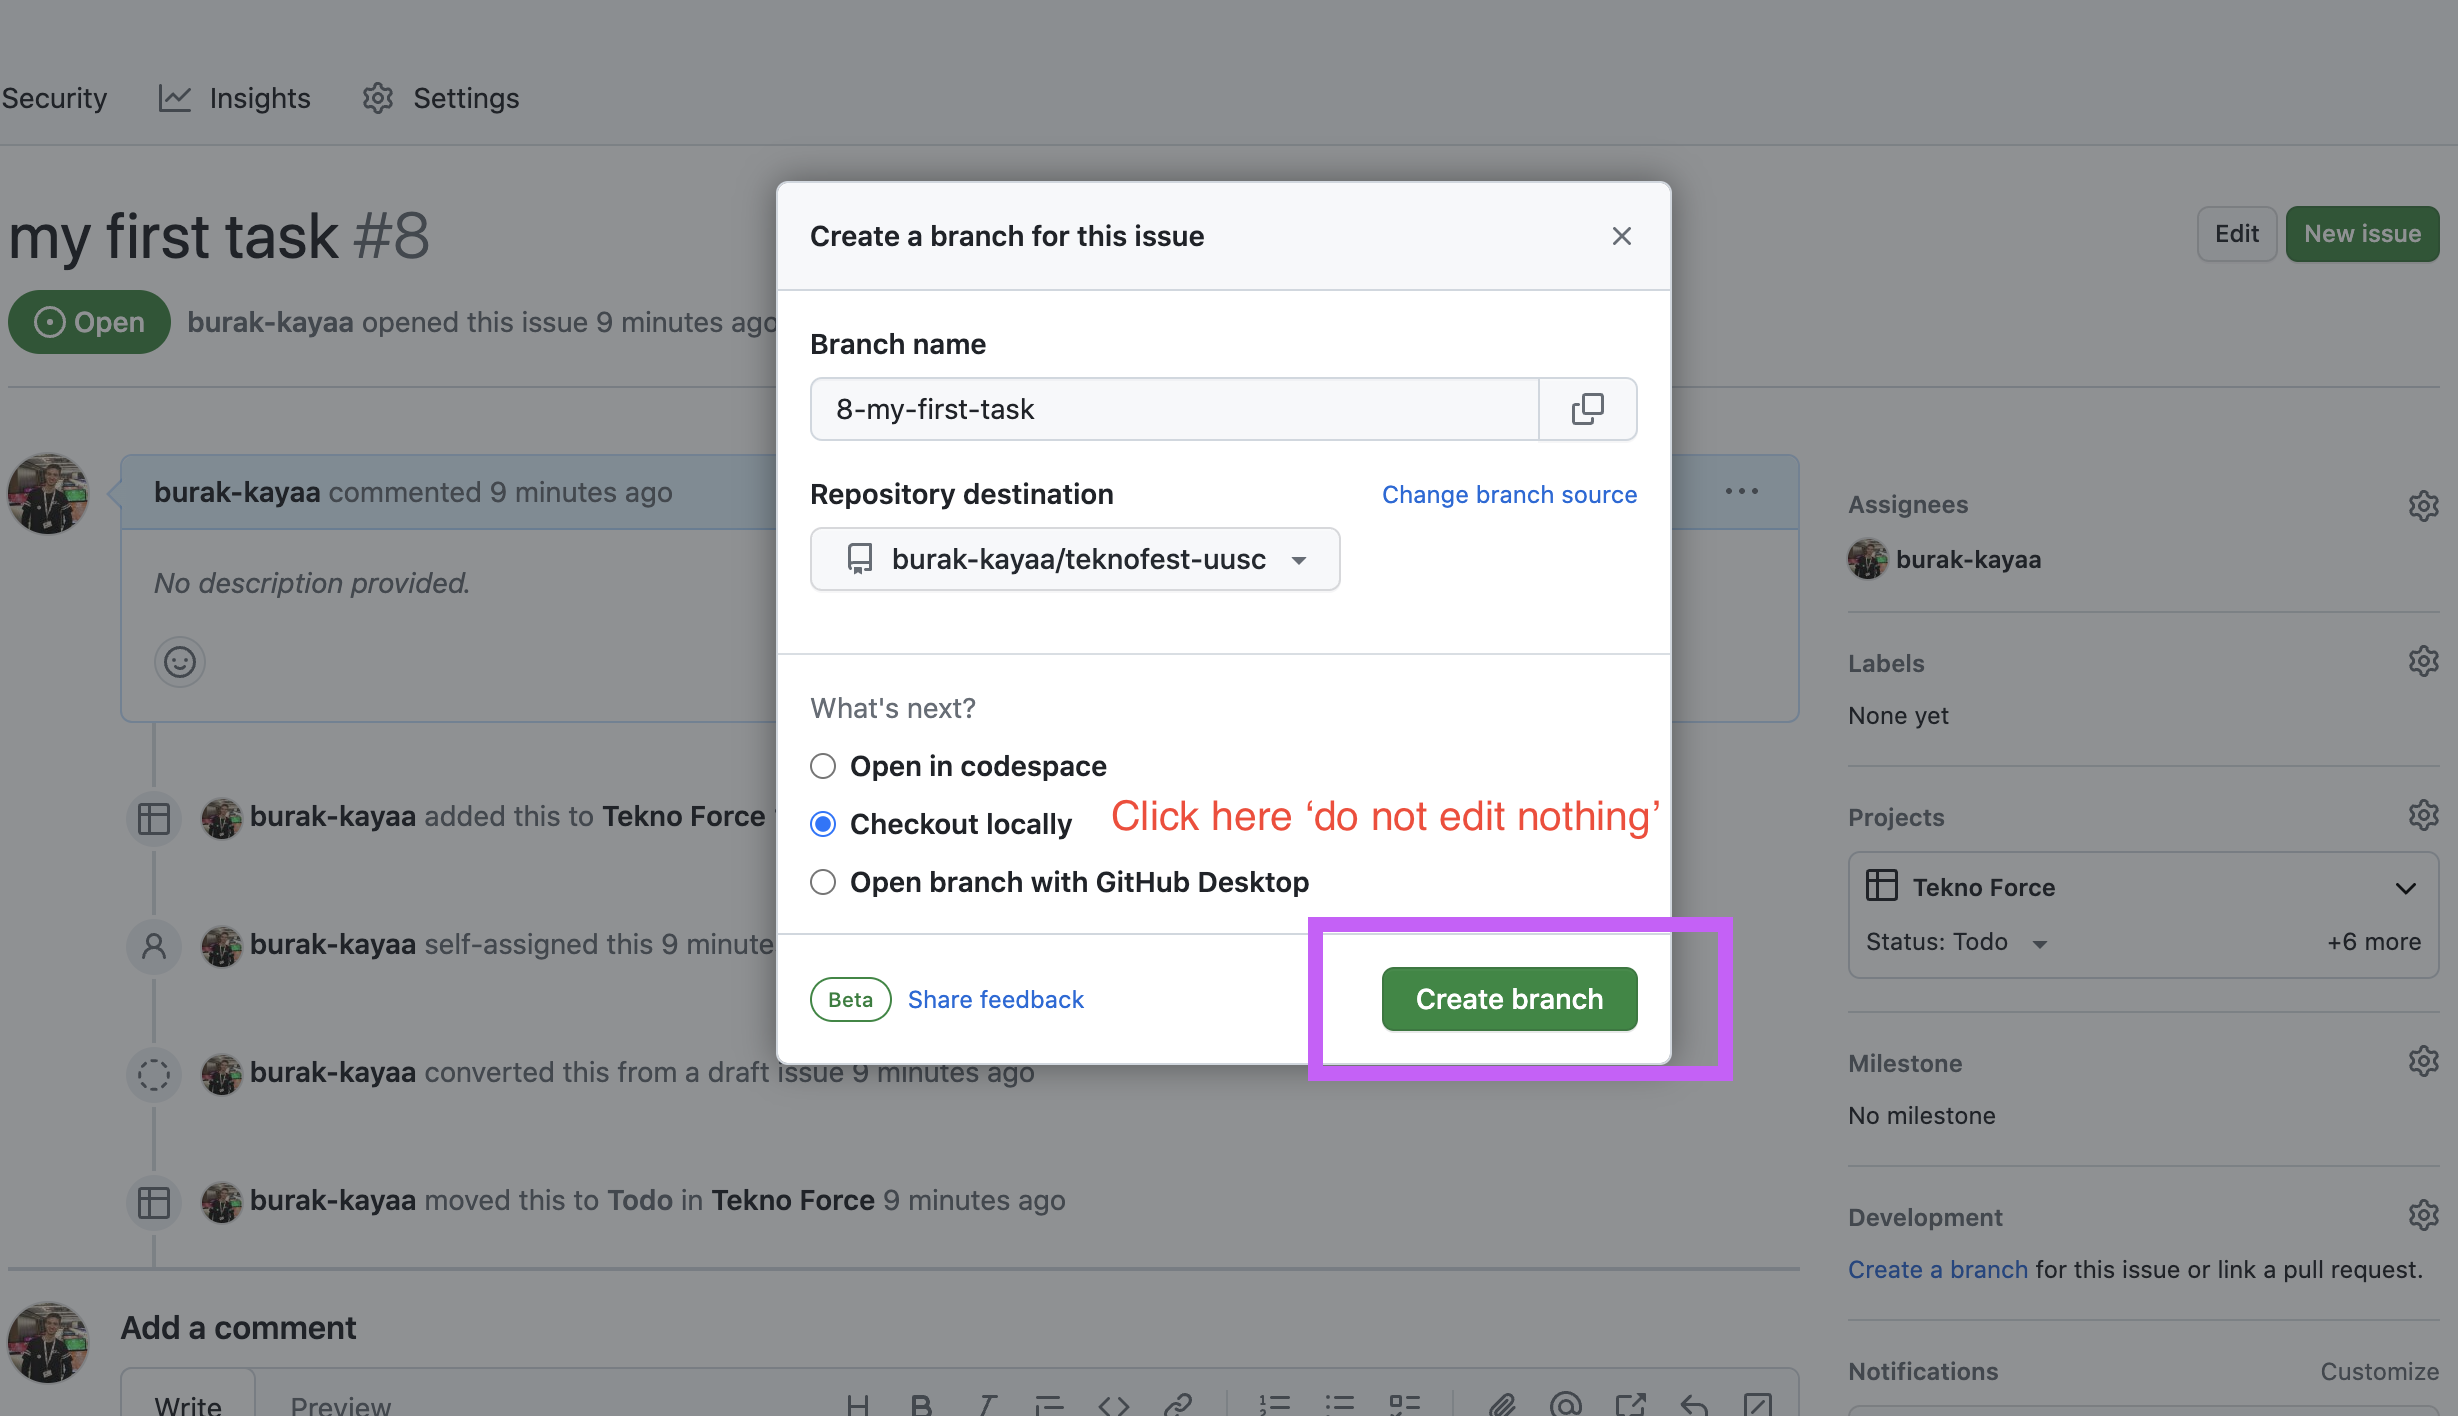 Security Insights Settings
my first task #8
Edit New issue
Open burak-kayaa opened this issue 9 minutes ago
burak-kayaa commented 9 minutes ago
No description provided.
burak-kayaa added this to Tekno Force
burak-kayaa self-assigned this 9 minute
burak-kayaa converted this from a draft issue 9 minutes ago
burak-kayaa moved this to Todo in Tekno Force 9 minutes ago
Add a comment
Write Preview
Create a branch for this issue
Branch name
8-my-first-task
Repository destination Change branch source
burak-kayaa/teknofest-uusc
What's next?
Open in codespace
Checkout locally Click here ‘do not edit nothing’
Open branch with GitHub Desktop
Beta Share feedback Create branch
Assignees
burak-kayaa
Labels
None yet
Projects
Tekno Force
Status: Todo +6 more
Milestone
No milestone
Development
Create a branch for this issue or link a pull request.
Notifications Customize